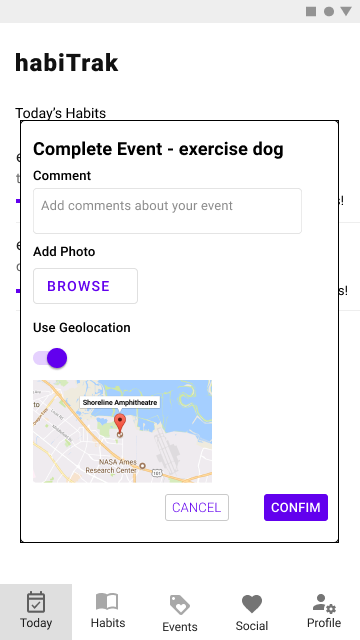 habiTrak
Today's Habits
Complete Event - exercise dog
Comment
Add comments about your event
s!
Add Photo
BROWSE
s!
Use Geolocation
Shoreline Amphitheatre
NASA Ames
Research Center
101
CANCEL
CONFIM
Today
Habits
Events
Social
Profile